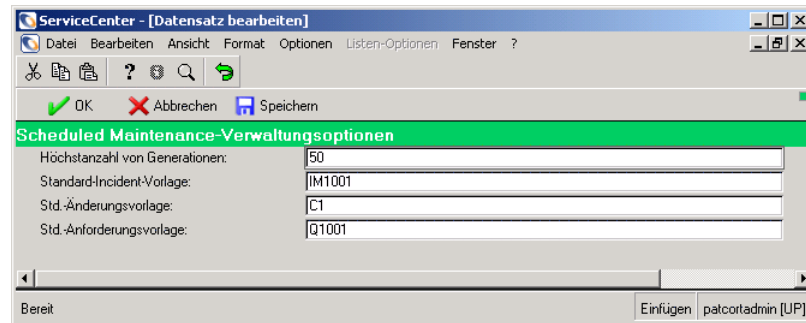 ServiceCenter - [Datensatz bearbeiten]
Datei Bearbeiten Ansicht Format Optionen Listen-Optionen Fenster ?
OK Abbrechen Speichern
Scheduled Maintenance-Verwaltungsoptionen
Höchstanzahl von Generationen: 50
Standard-Incident-Vorlage: IM1001
Std.-Änderungsvorlage: C1
Std.-Anforderungsvorlage: Q1001
Bereit Einfügen patcortadmin [UP]